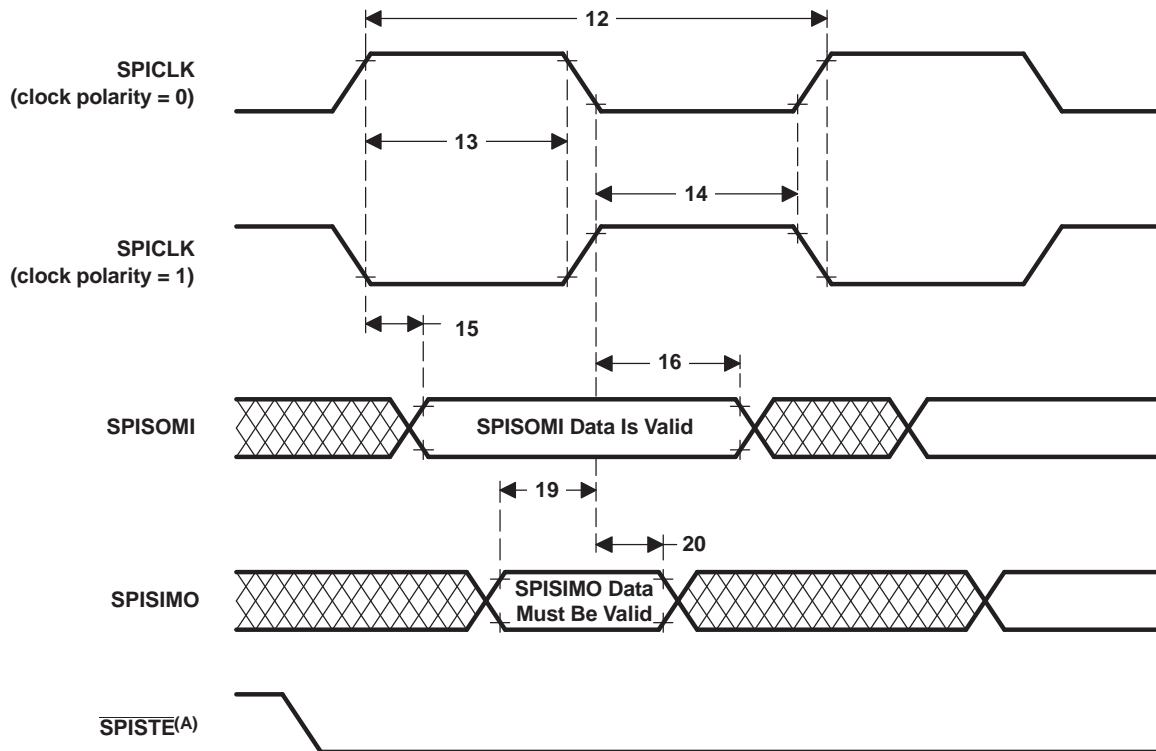 12
SPICLK
(clock polarity = 0)
13
14
SPICLK
(clock polarity = 1)
15
16
SPISOMI
SPISOMI Data Is Valid
19
20
SPISIMO
SPISIMO Data
Must Be Valid
SPISTE(A)